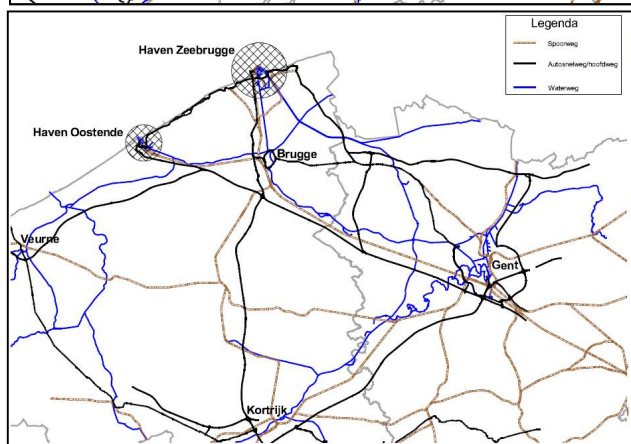 Legenda
Spoorweg
Autosnelweg/hoofdweg
Waterweg
Haven Zeebrugge
Haven Oostende
Brugge
Veurne
Gent
Kortrijk